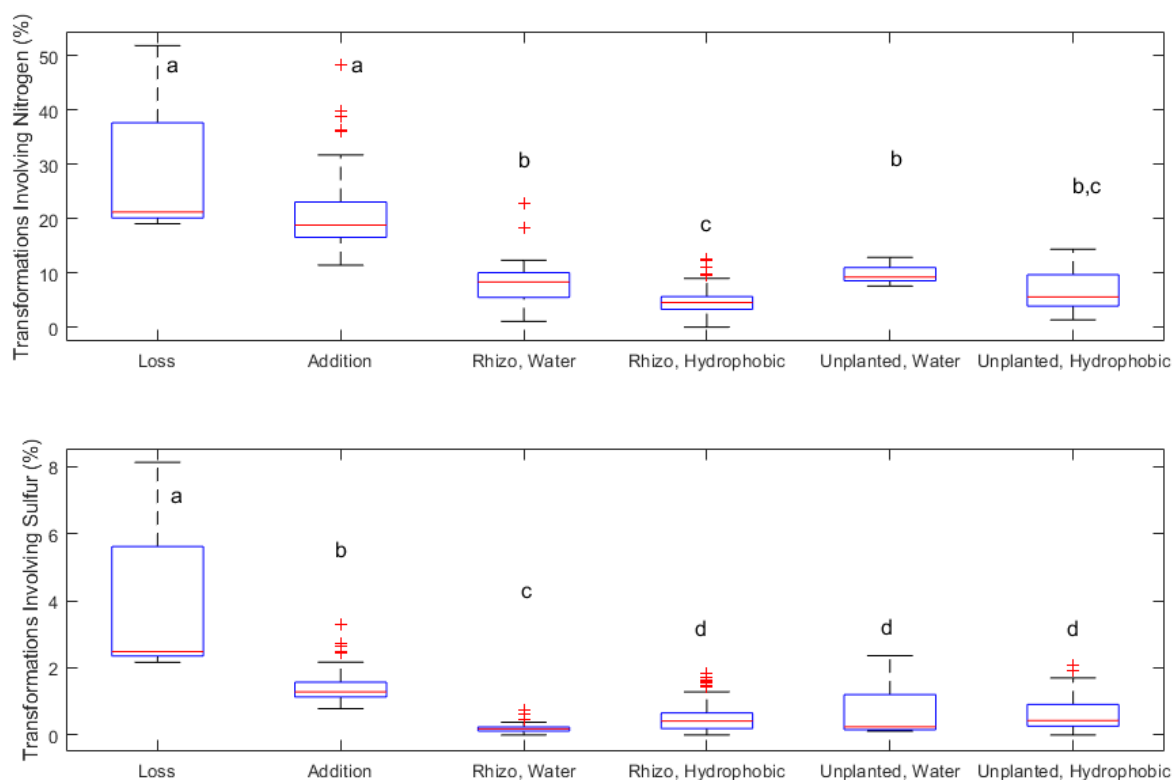 Transformations Involving Nitrogen (%)
50
40
30
20
10
0
a
a
b
c
b
b,c
Loss
Addition
Rhizo, Water
Rhizo, Hydrophobic
Unplanted, Water
Unplanted, Hydrophobic
Transformations Involving Sulfur (%)
8
6
4
2
0
a
b
c
d
d
d
Loss
Addition
Rhizo, Water
Rhizo, Hydrophobic
Unplanted, Water
Unplanted, Hydrophobic